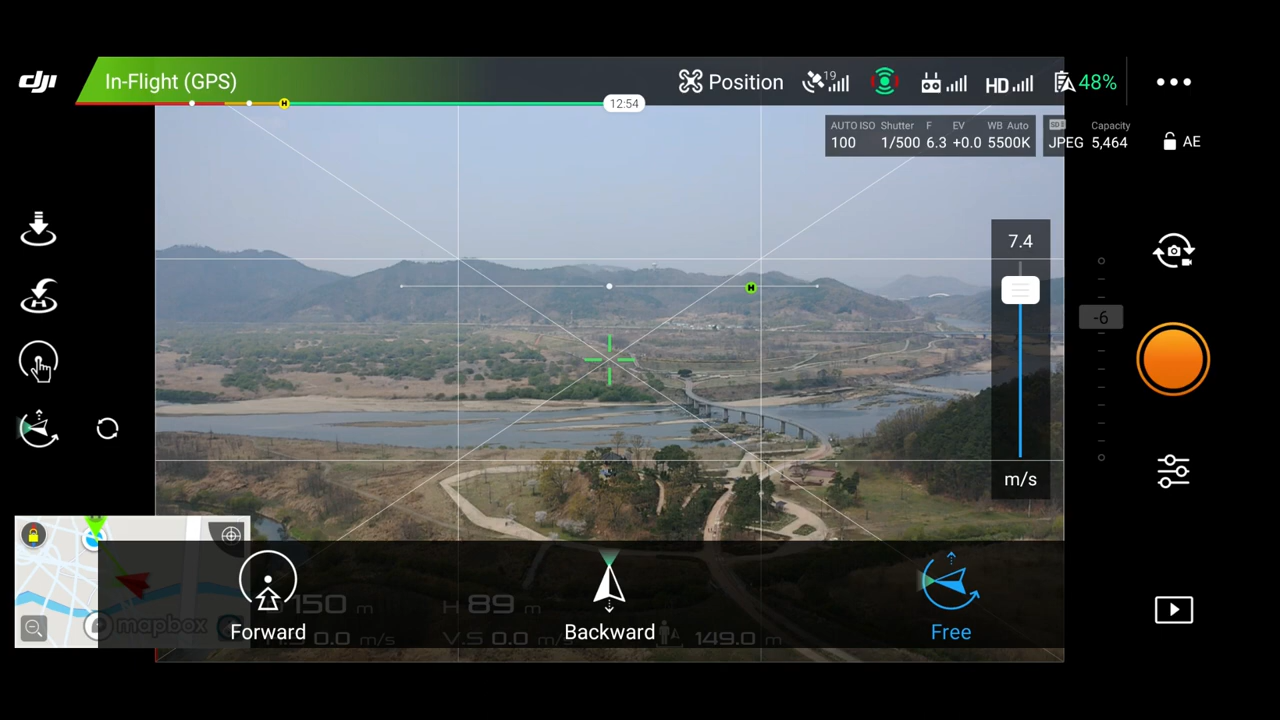 dji In-Flight (GPS) Position 19 HD 48%
H 12:54
AUTO ISO Shutter F EV WB Auto SD Capacity
100 1/500 6.3 +0.0 5500K JPEG 5,464 AE
7.4
H
-6
m/s
150 m H 89 m
Forward Backward Free
0.0 m/s V.S 0.0 m/s 149.0 m
mapbox